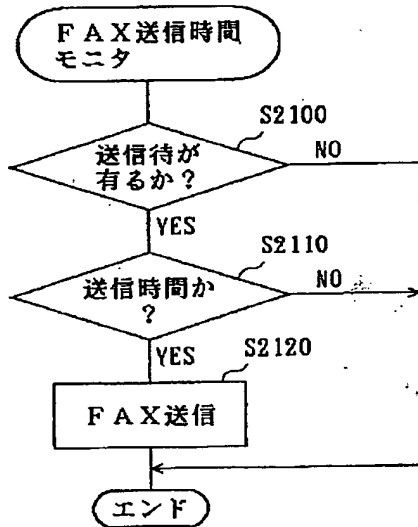 FAX送信時間
モニタ
S2100
送信待が
有るか?
NO
YES
S2110
送信時間か
?
NO
YES
S2120
FAX送信
エンド